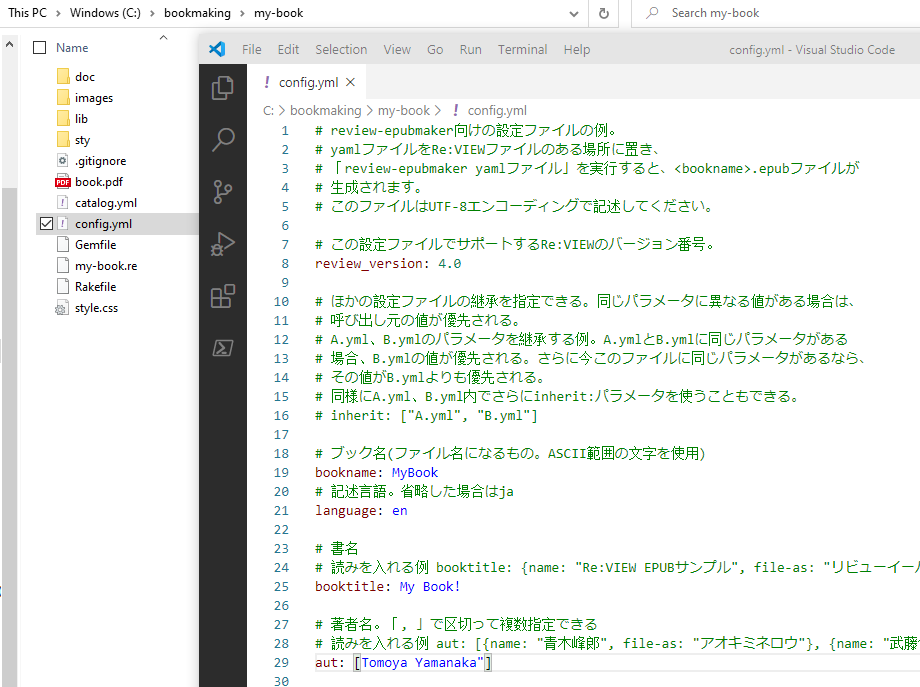 This PC > Windows (C:) > bookmaking > my-book
Search my-book
Name
doc
images
lib
sty
.gitignore
PDF book.pdf
catalog.yml
config.yml
Gemfile
my-book.re
Rakefile
style.css
File Edit Selection View Go Run Terminal Help
config.yml - Visual Studio Code
! config.yml ×
C: > bookmaking > my-book > ! config.yml
1 # review-epubmaker向けの設定ファイルの例。
2 # yamlファイルをRe:VIEWファイルのある場所に置き、
3 # 「review-epubmaker yamlファイル」を実行すると、<bookname>.epubファイルが
4 # 生成されます。
5 # このファイルはUTF-8エンコーディングで記述してください。
6
7 # この設定ファイルでサポートするRe:VIEWのバージョン番号。
8 review_version: 4.0
9
10 # ほかの設定ファイルの継承を指定できる。同じパラメータに異なる値がある場合は、
11 # 呼び出し元の値が優先される。
12 # A.yml、B.ymlのパラメータを継承する例。A.ymlとB.ymlに同じパラメータがある
13 # 場合、B.ymlの値が優先される。さらに今このファイルに同じパラメータがあるなら、
14 # その値がB.ymlよりも優先される。
15 # 同様にA.yml、B.yml内でさらにinherit:パラメータを使うこともできる。
16 # inherit: ["A.yml", "B.yml"]
17
18 # ブック名(ファイル名になるもの。ASCII範囲の文字を使用)
19 bookname: MyBook
20 # 記述言語。省略した場合はja
21 language: en
22
23 # 書名
24 # 読みを入れる例 booktitle: {name: "Re:VIEW EPUBサンプル", file-as: "リビューイー
25 booktitle: My Book!
26
27 # 著者名。「, 」で区切って複数指定できる
28 # 読みを入れる例 aut: [{name: "青木峰郎", file-as: "アオキミネロウ"}, {name: "武藤
29 aut: [Tomoya Yamanaka"]
30